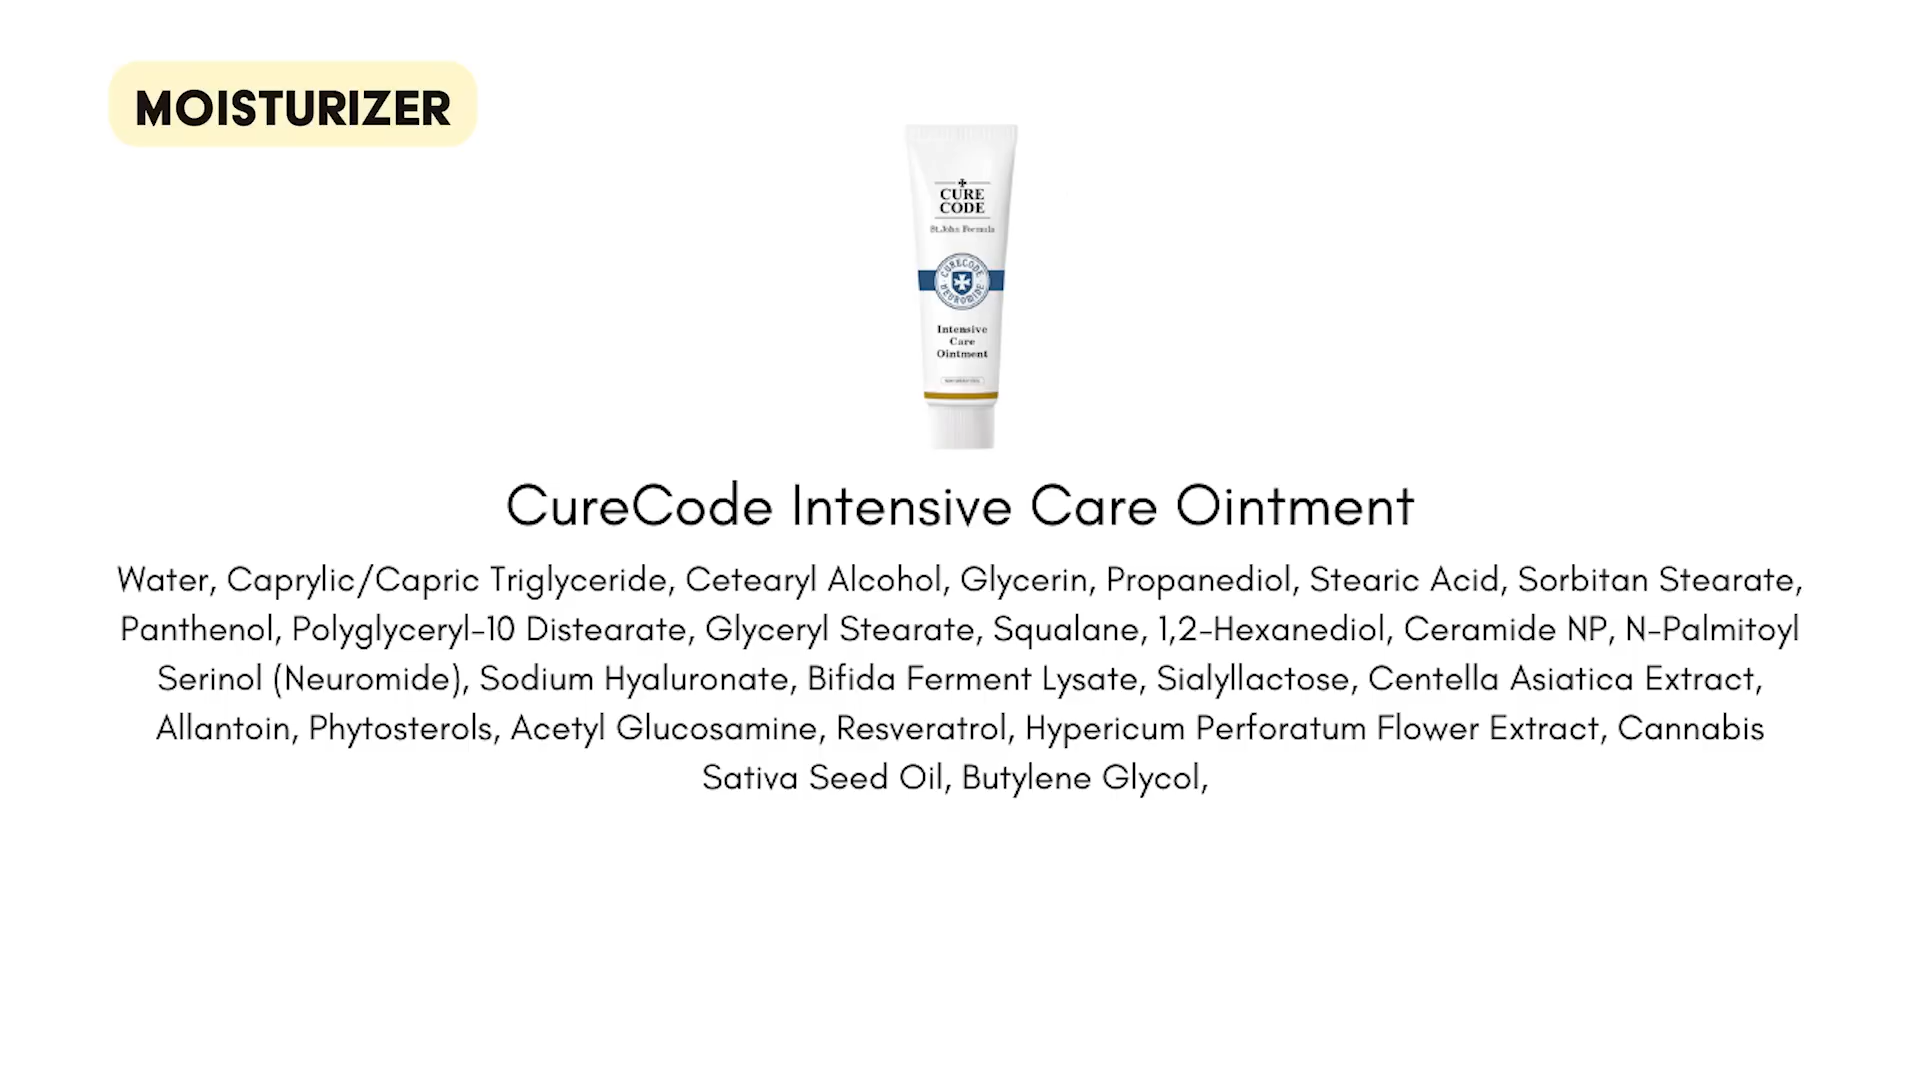 MOISTURIZER
CURE
CODE
St.John Formula
CURECODE
NEUROMIDE
Intensive
Care
Ointment
CureCode Intensive Care Ointment
Water, Caprylic/Capric Triglyceride, Cetearyl Alcohol, Glycerin, Propanediol, Stearic Acid, Sorbitan Stearate,
Panthenol, Polyglyceryl-10 Distearate, Glyceryl Stearate, Squalane, 1,2-Hexanediol, Ceramide NP, N-Palmitoyl
Serinol (Neuromide), Sodium Hyaluronate, Bifida Ferment Lysate, Sialyllactose, Centella Asiatica Extract,
Allantoin, Phytosterols, Acetyl Glucosamine, Resveratrol, Hypericum Perforatum Flower Extract, Cannabis
Sativa Seed Oil, Butylene Glycol,